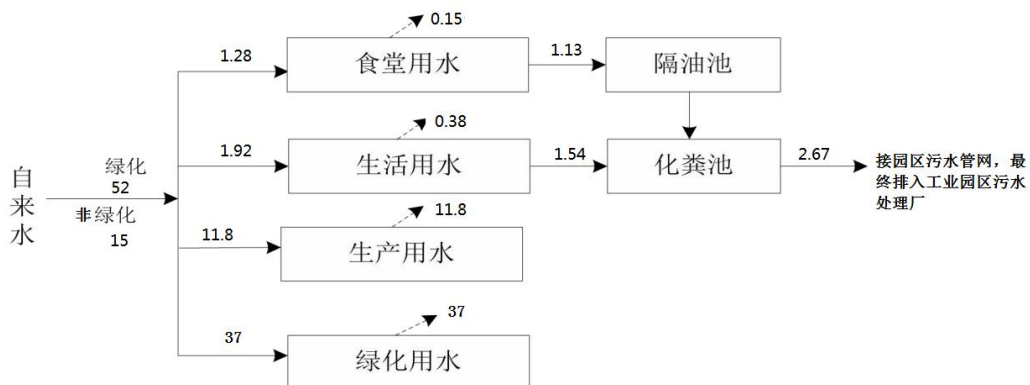 0.15
1.28
食堂用水
1.13
隔油池
0.38
1.92
生活用水
1.54
化粪池
2.67
接园区污水管网，最
终排入工业园区污水
处理厂
自来水
绿化
52
非绿化
15
11.8
11.8
生产用水
37
37
绿化用水